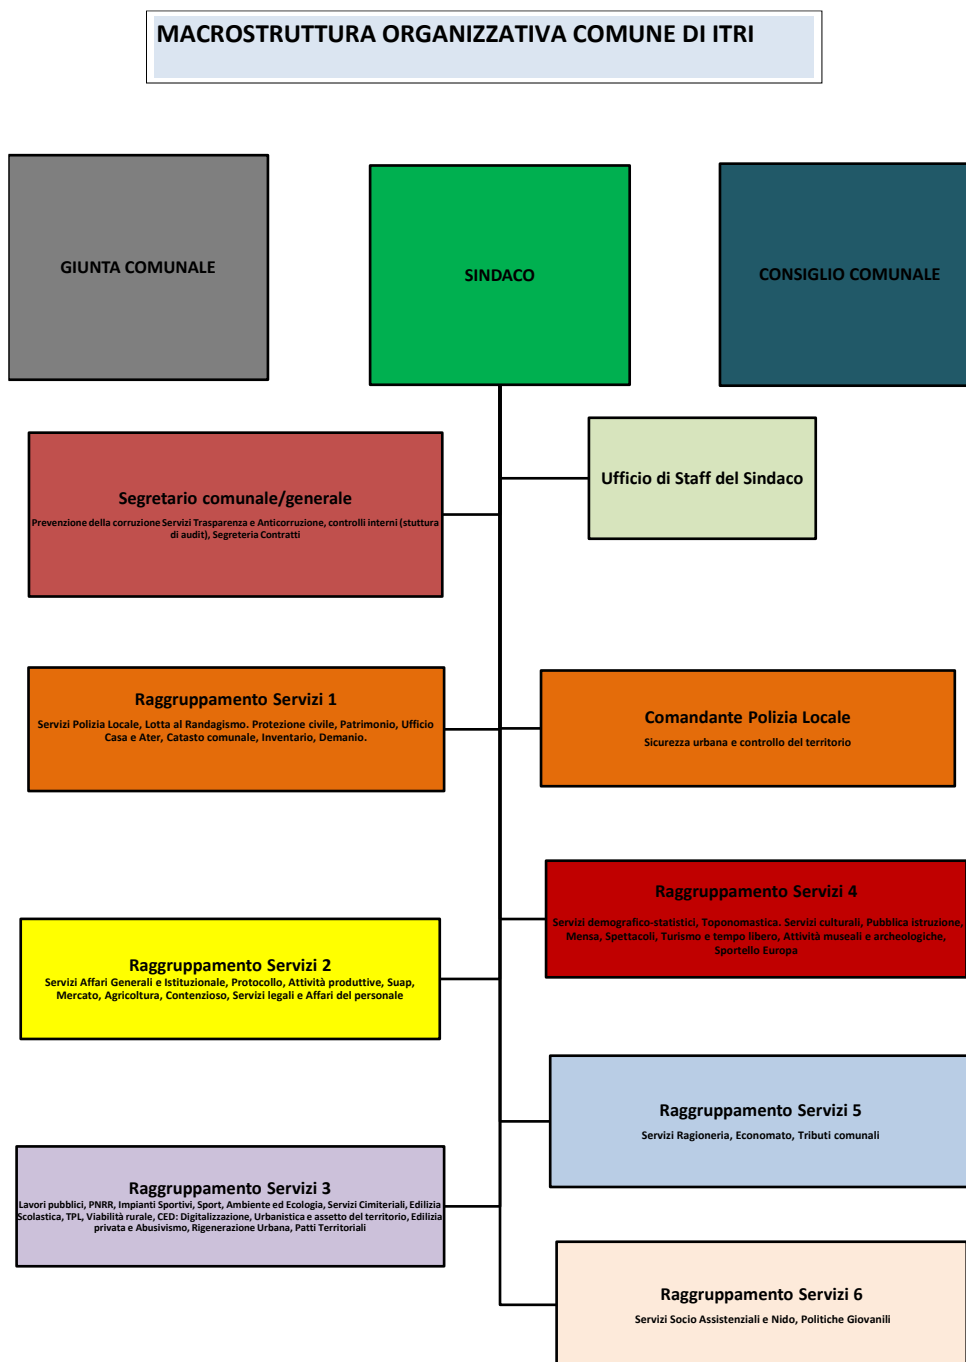 MACROSTRUTTURA ORGANIZZATIVA COMUNE DI ITRI
GIUNTA COMUNALE
SINDACO
CONSIGLIO COMUNALE
Segretario comunale/generale
Prevenzione della corruzione Servizi Trasparenza e Anticorruzione, controlli interni (stuttura
di audit), Segreteria Contratti
Ufficio di Staff del Sindaco
Raggruppamento Servizi 1
Servizi Polizia Locale, Lotta al Randagismo. Protezione civile, Patrimonio, Ufficio
Casa e Ater, Catasto comunale, Inventario, Demanio.
Comandante Polizia Locale
Sicurezza urbana e controllo del territorio
Raggruppamento Servizi 4
Servizi demografico-statistici, Toponomastica. Servizi culturali, Pubblica istruzione,
Mensa, Spettacoli, Turismo e tempo libero, Attività museali e archeologiche,
Sportello Europa
Raggruppamento Servizi 2
Servizi Affari Generali e Istituzionale, Protocollo, Attività produttive, Suap,
Mercato, Agricoltura, Contenzioso, Servizi legali e Affari del personale
Raggruppamento Servizi 5
Servizi Ragioneria, Economato, Tributi comunali
Raggruppamento Servizi 3
Lavori pubblici, PNRR, Impianti Sportivi, Sport, Ambiente ed Ecologia, Servizi Cimiteriali, Edilizia
Scolastica, TPL, Viabilità rurale, CED: Digitalizzazione, Urbanistica e assetto del territorio, Edilizia
privata e Abusivismo, Rigenerazione Urbana, Patti Territoriali
Raggruppamento Servizi 6
Servizi Socio Assistenziali e Nido, Politiche Giovanili